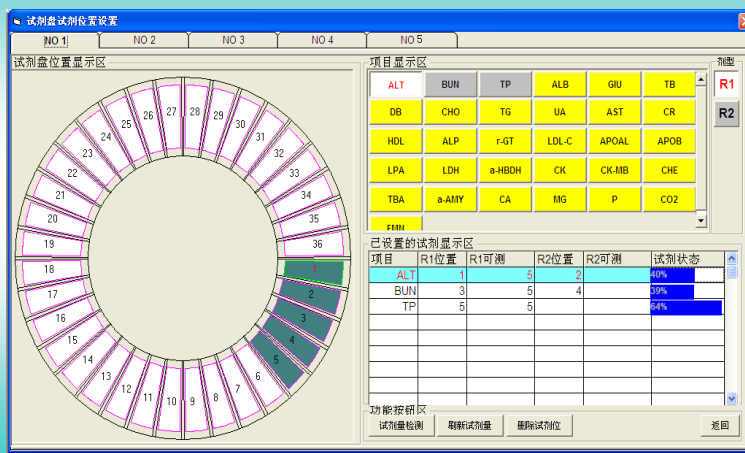 试剂盘试剂位置设置
NO 1 NO 2 NO 3 NO 4 NO 5
试剂盘位置显示区
27 28
26 29
25 30
24 31
23 32
22 33
21 34
20 35
19 36
18 1
17 2
16 3
15 4
14 5
13 6
12 7
11 8
10 9
项目显示区
ALT BUN TP ALB GIU TB
DB CHO TG UA AST CR
HDL ALP r-GT LDL-C APOAL APOB
LPA LDH a-HBDH CK CK-MB CHE
TBA a-AMY CA MG P CO2
FMN
剂型
R1
R2
已设置的试剂显示区
项目 R1位置 R1可测 R2位置 R2可测 试剂状态
ALT 1 5 2 40%
BUN 3 5 4 39%
TP 5 5 64%
功能按钮区
试剂量检测 刷新试剂量 删除试剂位 返回